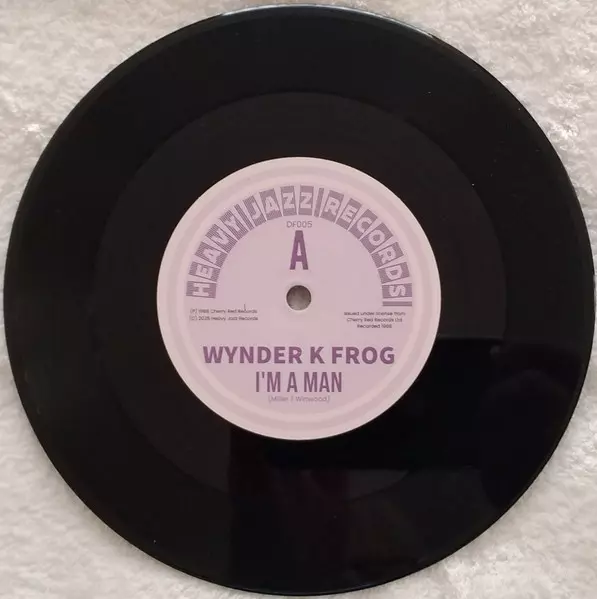 HEAVY JAZZ RECORDS
DF005
A
(P) 1968 Cherry Red Records
(C) 2025 Heavy Jazz Records
Issued under license from
Cherry Red Records Ltd.
Recorded 1968
WYNDER K FROG
I'M A MAN
(Miller / Winwood)